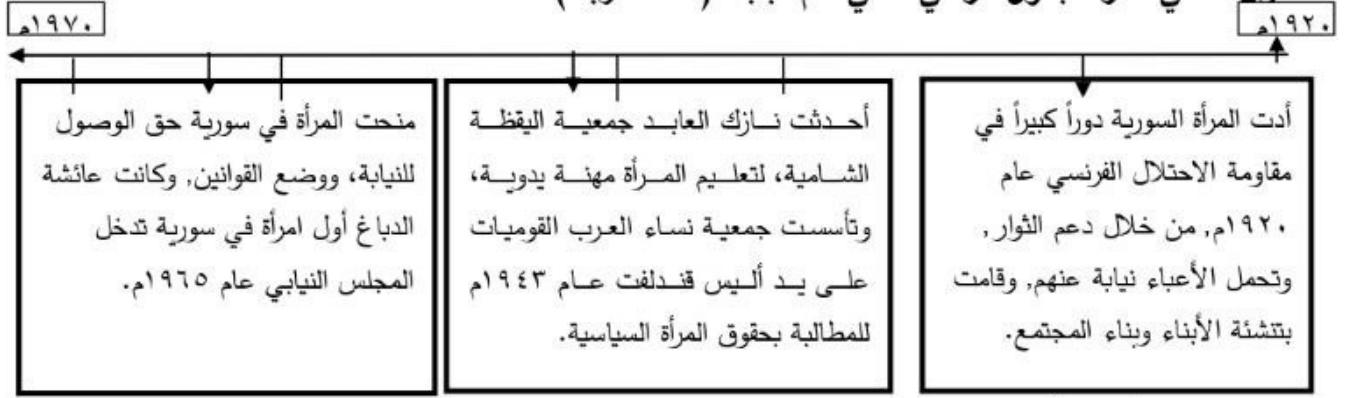 ١٩٢٠م
١٩٧٠م
أدت المرأة السورية دوراً كبيراً في
مقاومة الاحتلال الفرنسي عام
١٩٢٠م, من خلال دعم الثوار,
وتحمل الأعباء نيابة عنهم, وقامت
بتنشئة الأبناء وبناء المجتمع.
أحدثت نازك العابد جمعية اليقظة
الشامية، لتعليم المرأة مهنة يدوية،
وتأسست جمعية نساء العرب القوميات
على يد أليس قندلفت عام ١٩٤٣م
للمطالبة بحقوق المرأة السياسية.
منحت المرأة في سورية حق الوصول
للنيابة، ووضع القوانين, وكانت عائشة
الدباغ أول امرأة في سورية تدخل
المجلس النيابي عام ١٩٦٥م.